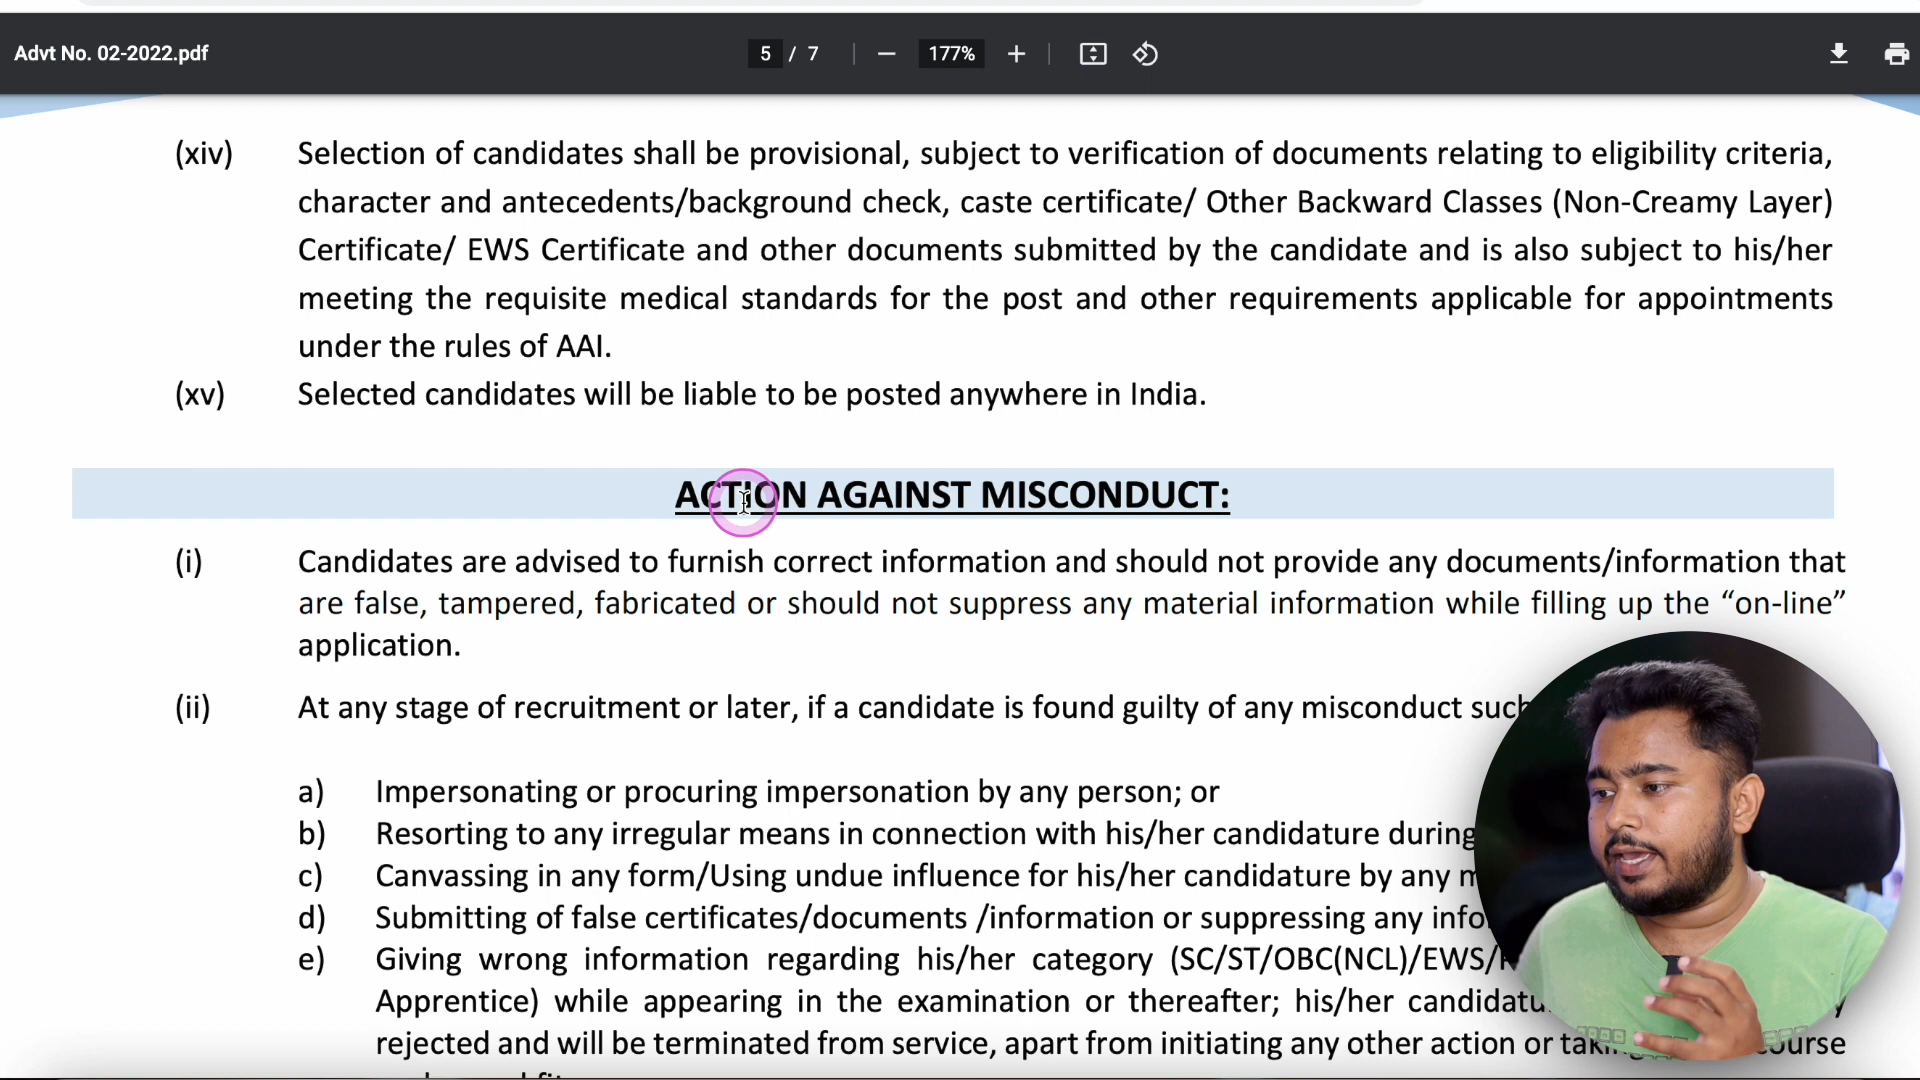 Advt No. 02-2022.pdf
5 / 7
177%
(xiv) Selection of candidates shall be provisional, subject to verification of documents relating to eligibility criteria,
character and antecedents/background check, caste certificate/ Other Backward Classes (Non-Creamy Layer)
Certificate/ EWS Certificate and other documents submitted by the candidate and is also subject to his/her
meeting the requisite medical standards for the post and other requirements applicable for appointments
under the rules of AAI.
(xv) Selected candidates will be liable to be posted anywhere in India.
ACTION AGAINST MISCONDUCT:
(i) Candidates are advised to furnish correct information and should not provide any documents/information that
are false, tampered, fabricated or should not suppress any material information while filling up the “on-line”
application.
(ii) At any stage of recruitment or later, if a candidate is found guilty of any misconduct such
a) Impersonating or procuring impersonation by any person; or
b) Resorting to any irregular means in connection with his/her candidature during
c) Canvassing in any form/Using undue influence for his/her candidature by any
d) Submitting of false certificates/documents /information or suppressing any
e) Giving wrong information regarding his/her category (SC/ST/OBC(NCL)/EWS/
Apprentice) while appearing in the examination or thereafter; his/her
rejected and will be terminated from service, apart from initiating any other action or